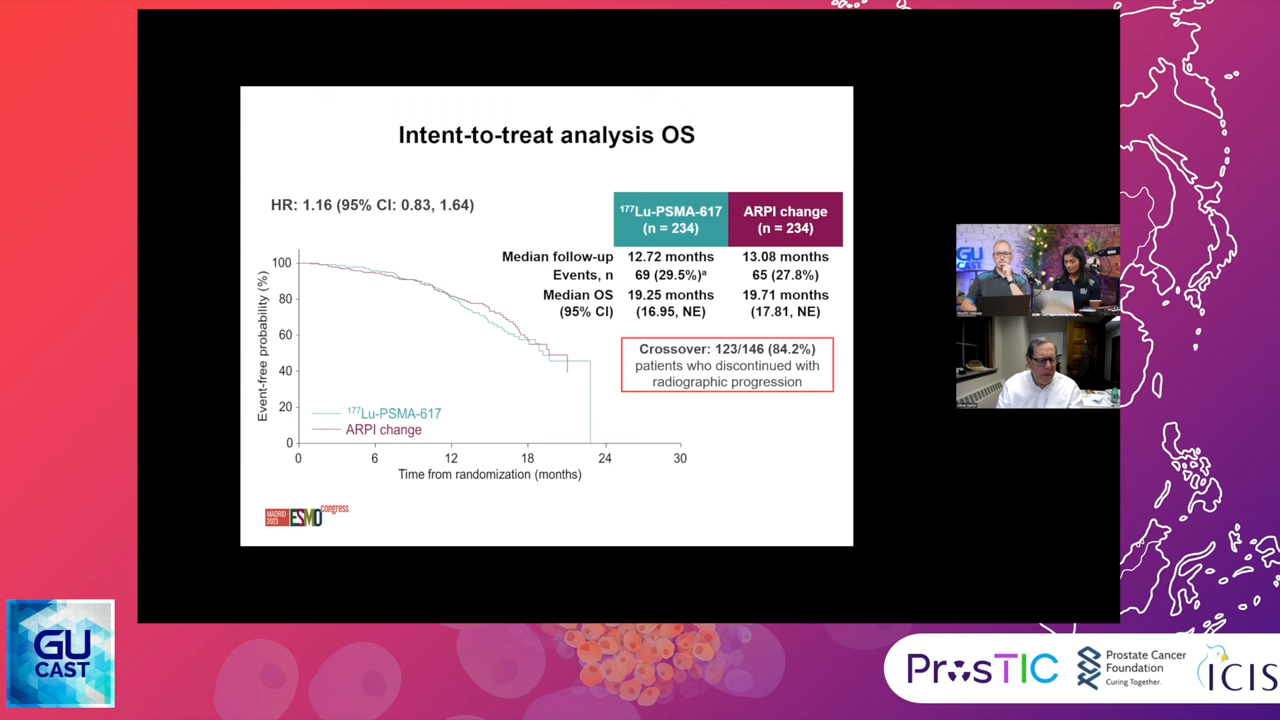 Intent-to-treat analysis OS
HR: 1.16 (95% CI: 0.83, 1.64)
¹⁷⁷Lu-PSMA-617
(n = 234)
ARPI change
(n = 234)
Median follow-up 12.72 months 13.08 months
Events, n 69 (29.5%)ᵃ 65 (27.8%)
Median OS 19.25 months 19.71 months
(95% CI) (16.95, NE) (17.81, NE)
Crossover: 123/146 (84.2%)
patients who discontinued with
radiographic progression
Event-free probability (%)
100
80
60
40
20
0
¹⁷⁷Lu-PSMA-617
ARPI change
0 6 12 18 24 30
Time from randomization (months)
MADRID
2023
ESMO
congress
GU
CAST
GU
CAST
ProsTIC
Prostate Cancer
Foundation
Curing Together.
ICIS